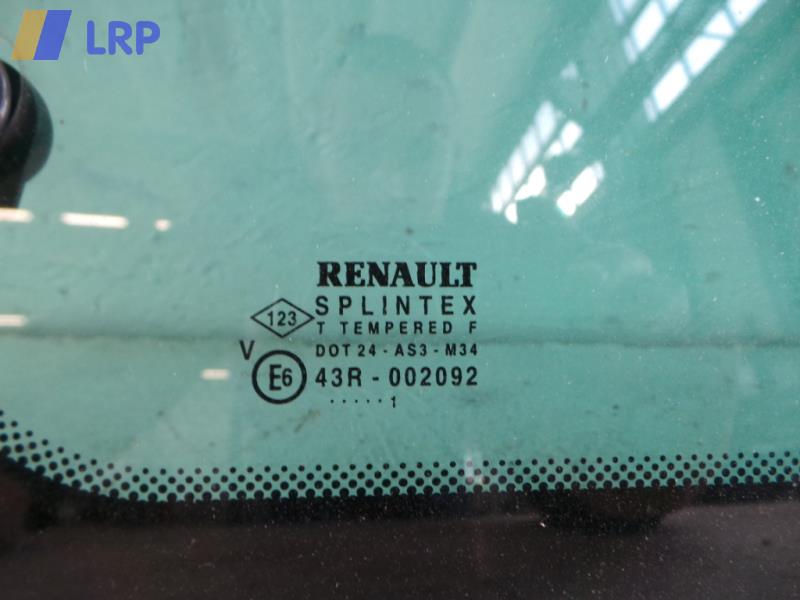 LRP
RENAULT
SPLINTEX
123
T TEMPERED F
V
DOT 24 - AS3 - M34
E6
43R - 002092
. . . . . 1